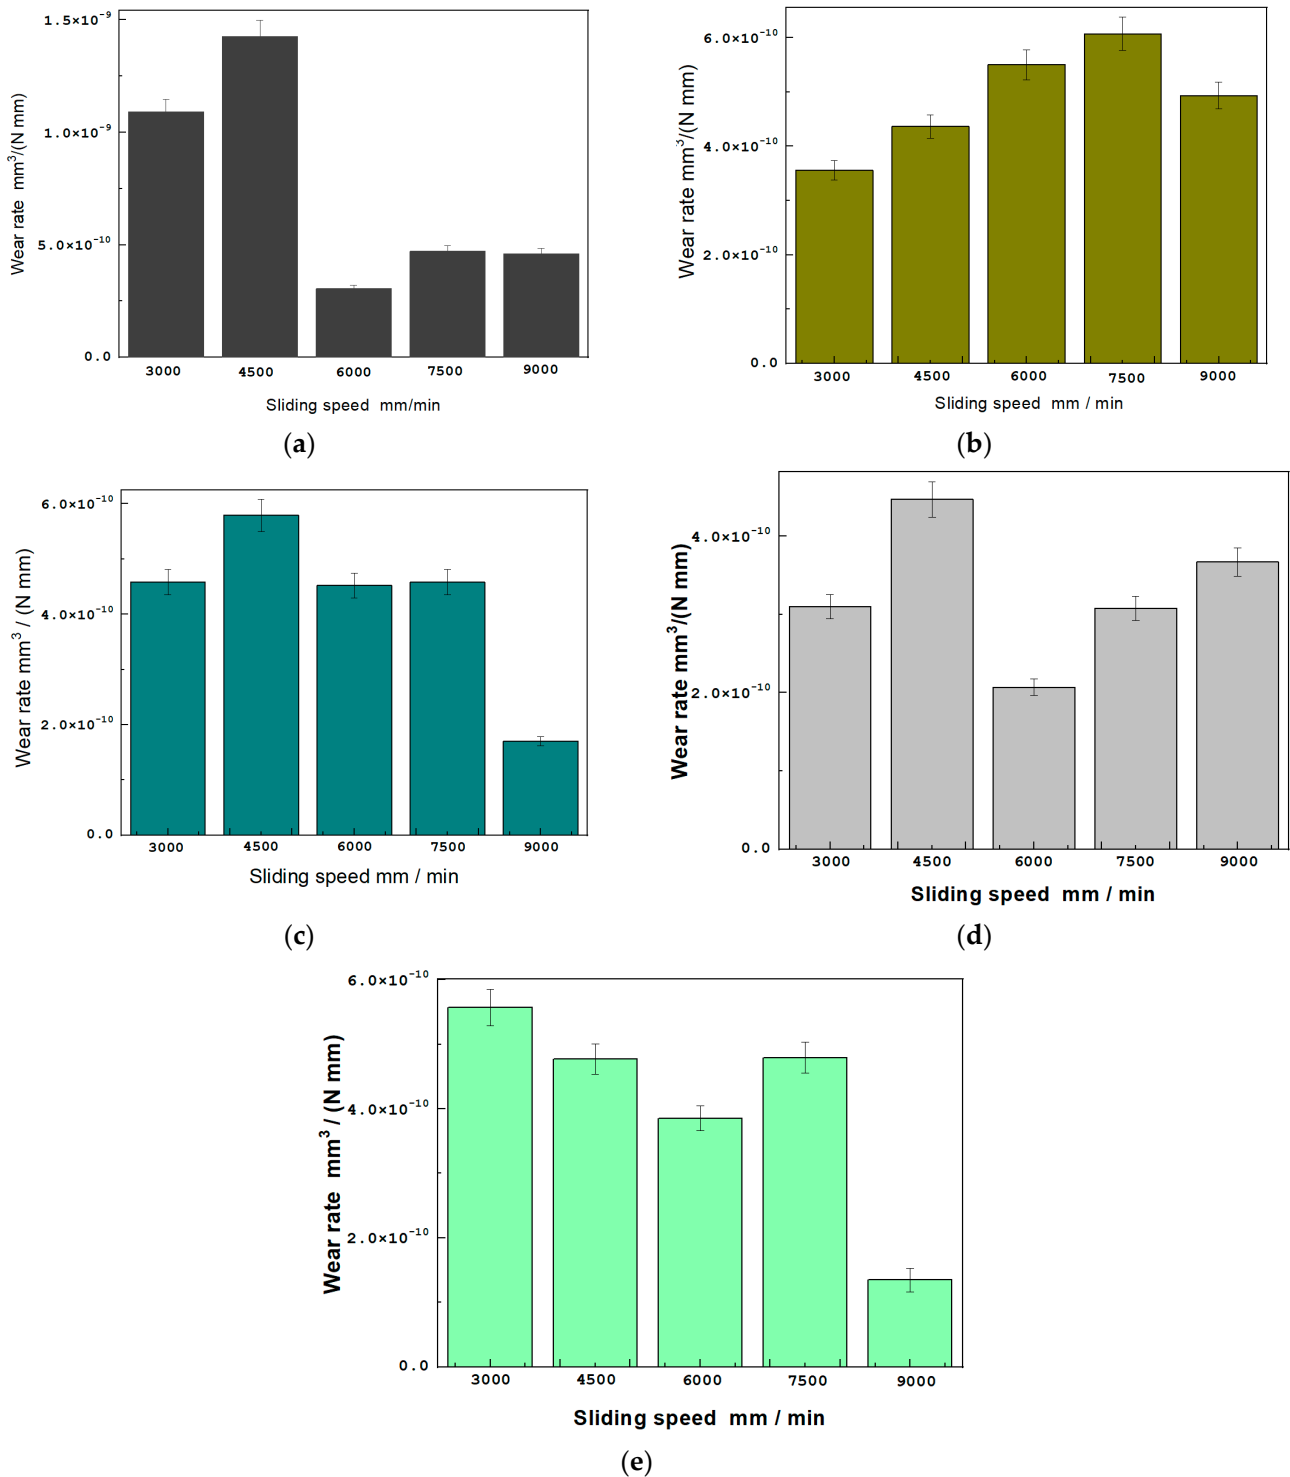 1.5×10⁻⁹
1.0×10⁻⁹
5.0×10⁻¹⁰
0.0
Wear rate mm³/(N mm)
3000 4500 6000 7500 9000
Sliding speed mm/min
(a)
6.0×10⁻¹⁰
4.0×10⁻¹⁰
2.0×10⁻¹⁰
0.0
Wear rate mm³/(N mm)
3000 4500 6000 7500 9000
Sliding speed mm / min
(b)
6.0×10⁻¹⁰
4.0×10⁻¹⁰
2.0×10⁻¹⁰
0.0
Wear rate mm³ / (N mm)
3000 4500 6000 7500 9000
Sliding speed mm / min
(c)
4.0×10⁻¹⁰
2.0×10⁻¹⁰
0.0
Wear rate mm³/(N mm)
3000 4500 6000 7500 9000
Sliding speed mm / min
(d)
6.0×10⁻¹⁰
4.0×10⁻¹⁰
2.0×10⁻¹⁰
0.0
Wear rate mm³ / (N mm)
3000 4500 6000 7500 9000
Sliding speed mm / min
(e)